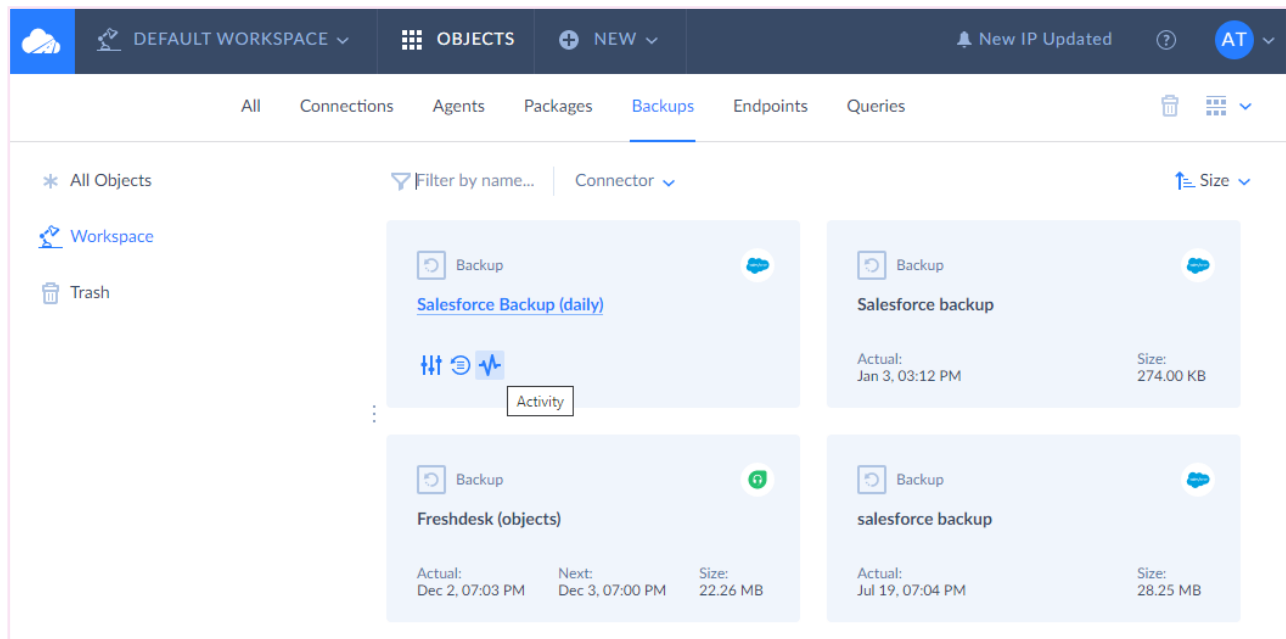 DEFAULT WORKSPACE OBJECTS NEW New IP Updated ? AT
All Connections Agents Packages Backups Endpoints Queries
All Objects
Workspace
Trash
Filter by name... Connector Size
Backup
Salesforce Backup (daily)
Activity
Backup
Salesforce backup
Actual: Size:
Jan 3, 03:12 PM 274.00 KB
Backup
Freshdesk (objects)
Actual: Next: Size:
Dec 2, 07:03 PM Dec 3, 07:00 PM 22.26 MB
Backup
salesforce backup
Actual: Size:
Jul 19, 07:04 PM 28.25 MB